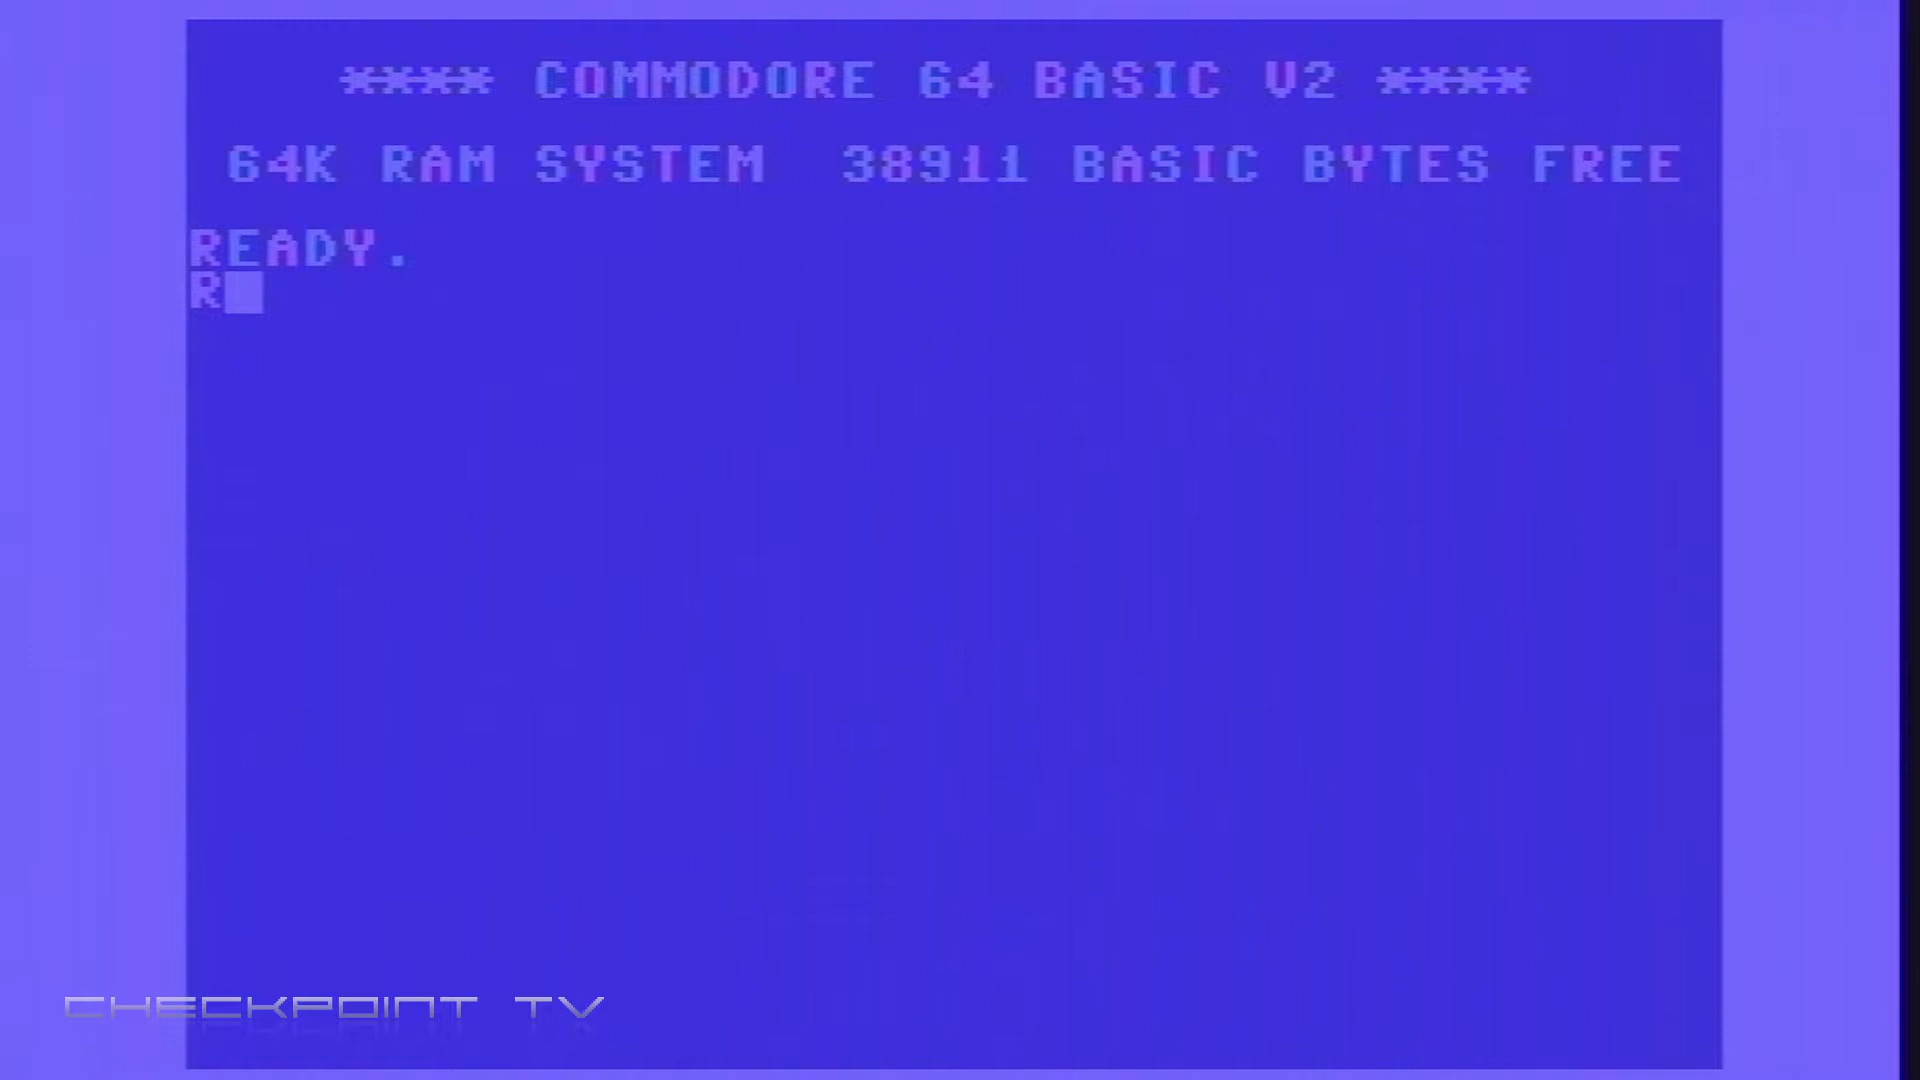 **** COMMODORE 64 BASIC V2 ****
64K RAM SYSTEM  38911 BASIC BYTES FREE
READY.
R
CHECKPOINT TV